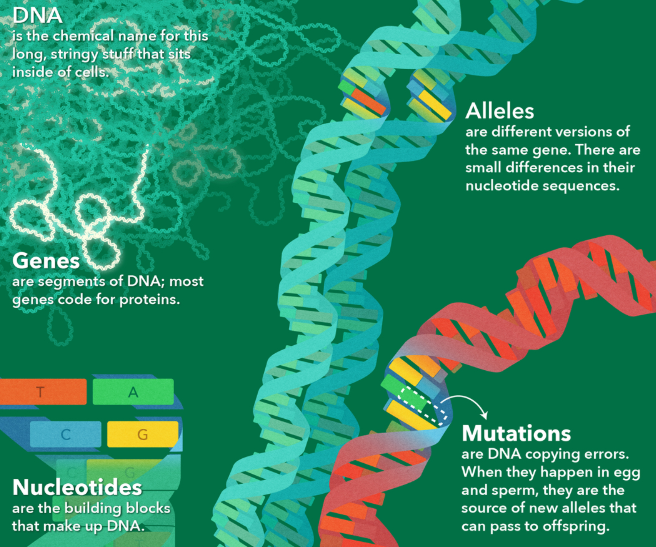 DNA
is the chemical name for this
long, stringy stuff that sits
inside of cells.
Alleles
are different versions of
the same gene. There are
small differences in their
nucleotide sequences.
Genes
are segments of DNA; most
genes code for proteins.
T A
C G
C G
Nucleotides
are the building blocks
that make up DNA.
Mutations
are DNA copying errors.
When they happen in egg
and sperm, they are the
source of new alleles that
can pass to offspring.